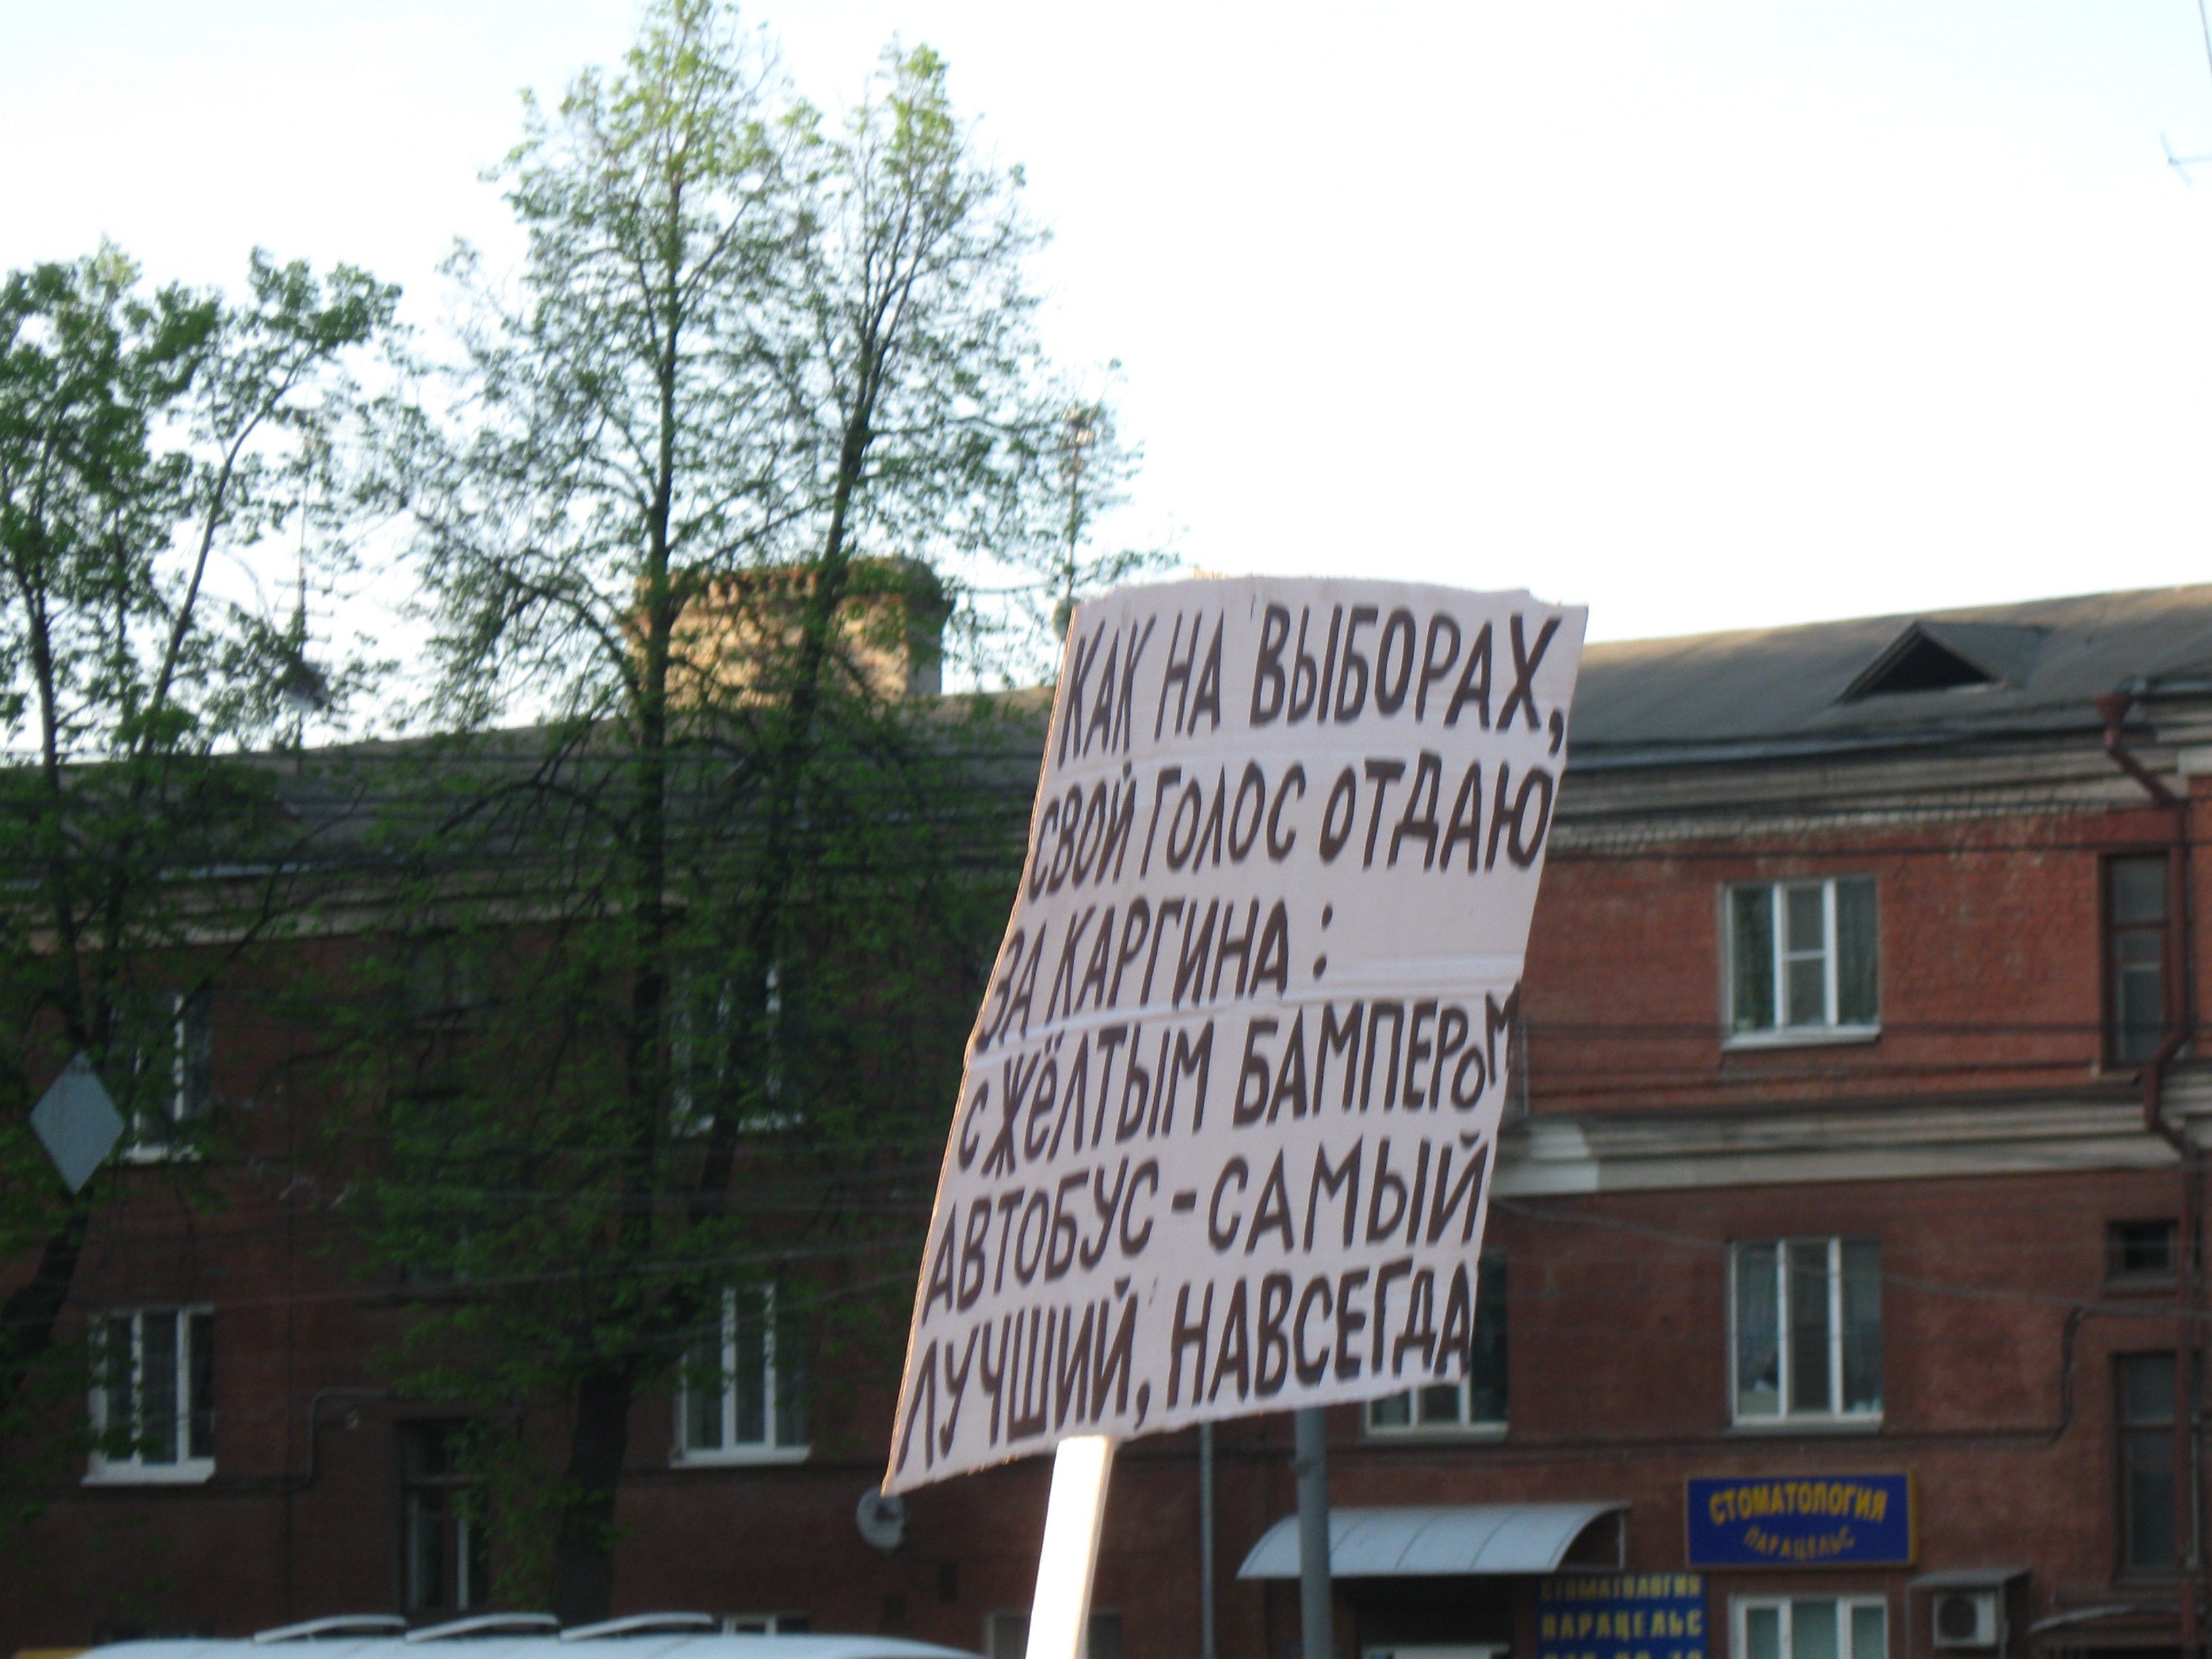 КАК НА ВЫБОРАХ,
СВОЙ ГОЛОС ОТДАЮ
ЗА КАРГИНА:
С ЖЁЛТЫМ БАМПЕРОМ
АВТОБУС - САМЫЙ
ЛУЧШИЙ, НАВСЕГДА
СТОМАТОЛОГИЯ
ПАРАЦЕЛЬС
СТОМАТОЛОГИЯ
ПАРАЦЕЛЬС